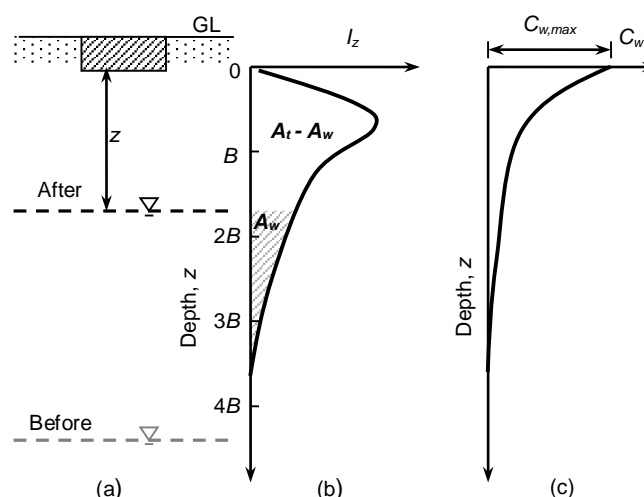 GL
z
After
Before
(a)
I_z
0
A_t - A_w
B
A_w
2B
Depth, z
3B
4B
(b)
C_w,max
C_w
Depth, z
(c)